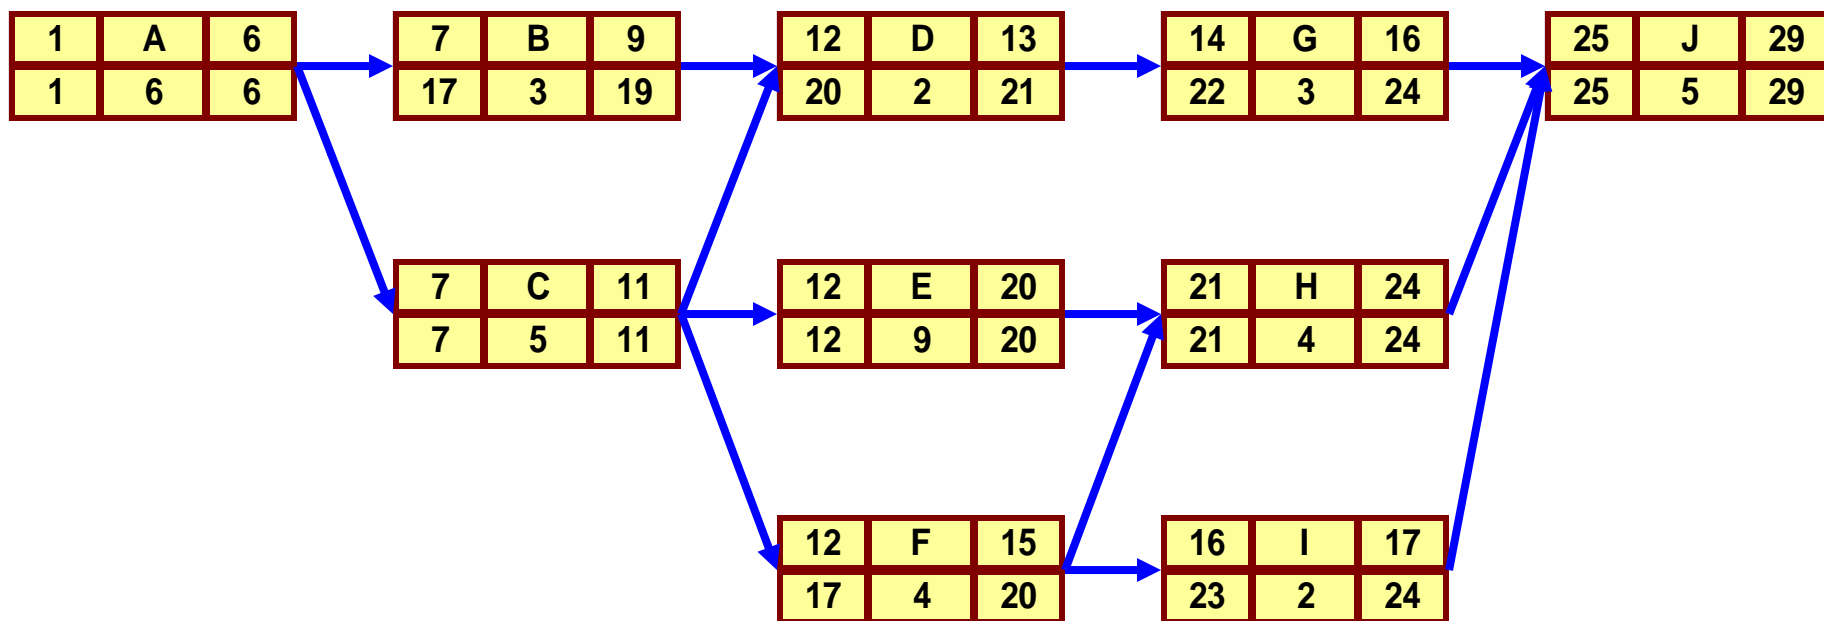 1 A 6 7 B 9 12 D 13 14 G 16 25 J 29
1 6 6 17 3 19 20 2 21 22 3 24 25 5 29
7 C 11 12 E 20 21 H 24
7 5 11 12 9 20 21 4 24
12 F 15 16 I 17
17 4 20 23 2 24